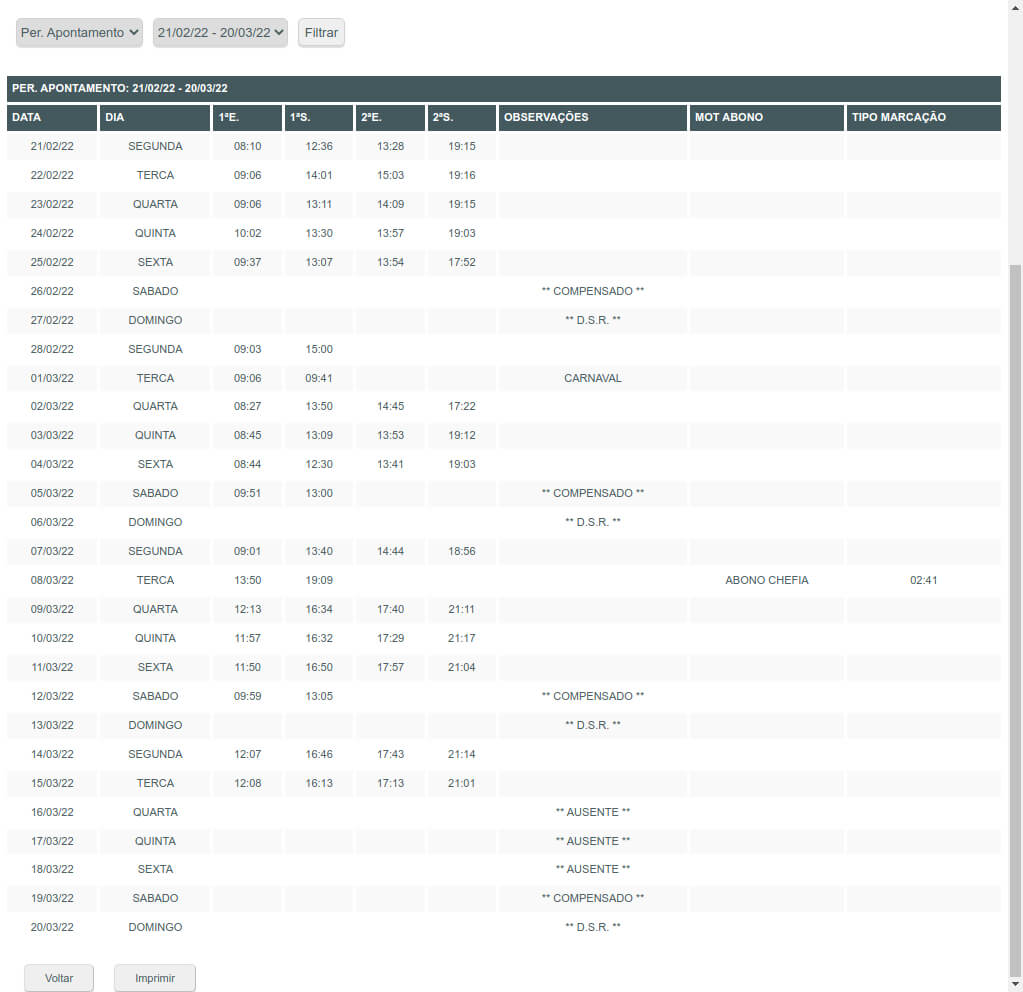 Per. Apontamento 21/02/22 - 20/03/22 Filtrar
PER. APONTAMENTO: 21/02/22 - 20/03/22
DATA DIA 1ªE. 1ªS. 2ªE. 2ªS. OBSERVAÇÕES MOT ABONO TIPO MARCAÇÃO
21/02/22 SEGUNDA 08:10 12:36 13:28 19:15
22/02/22 TERCA 09:06 14:01 15:03 19:16
23/02/22 QUARTA 09:06 13:11 14:09 19:15
24/02/22 QUINTA 10:02 13:30 13:57 19:03
25/02/22 SEXTA 09:37 13:07 13:54 17:52
26/02/22 SABADO ** COMPENSADO **
27/02/22 DOMINGO ** D.S.R. **
28/02/22 SEGUNDA 09:03 15:00
01/03/22 TERCA 09:06 09:41 CARNAVAL
02/03/22 QUARTA 08:27 13:50 14:45 17:22
03/03/22 QUINTA 08:45 13:09 13:53 19:12
04/03/22 SEXTA 08:44 12:30 13:41 19:03
05/03/22 SABADO 09:51 13:00 ** COMPENSADO **
06/03/22 DOMINGO ** D.S.R. **
07/03/22 SEGUNDA 09:01 13:40 14:44 18:56
08/03/22 TERCA 13:50 19:09 ABONO CHEFIA 02:41
09/03/22 QUARTA 12:13 16:34 17:40 21:11
10/03/22 QUINTA 11:57 16:32 17:29 21:17
11/03/22 SEXTA 11:50 16:50 17:57 21:04
12/03/22 SABADO 09:59 13:05 ** COMPENSADO **
13/03/22 DOMINGO ** D.S.R. **
14/03/22 SEGUNDA 12:07 16:46 17:43 21:14
15/03/22 TERCA 12:08 16:13 17:13 21:01
16/03/22 QUARTA ** AUSENTE **
17/03/22 QUINTA ** AUSENTE **
18/03/22 SEXTA ** AUSENTE **
19/03/22 SABADO ** COMPENSADO **
20/03/22 DOMINGO ** D.S.R. **
Voltar Imprimir